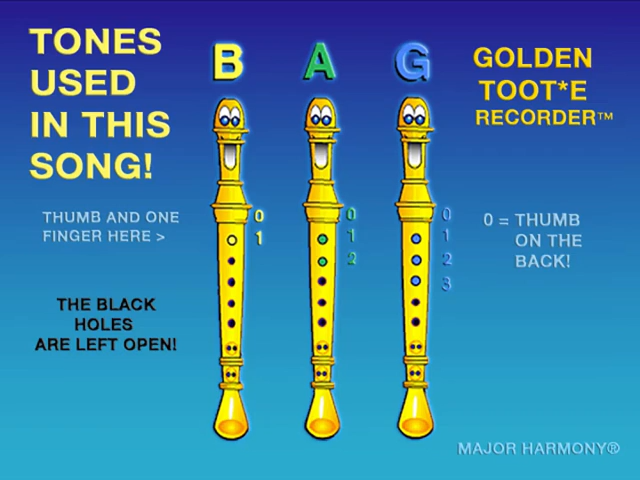 TONES
USED
IN THIS
SONG!
B A G
GOLDEN
TOOT*E
RECORDER™
THUMB AND ONE
FINGER HERE >
0
1
0
1
2
0
1
2
3
0 = THUMB
ON THE
BACK!
THE BLACK
HOLES
ARE LEFT OPEN!
MAJOR HARMONY®